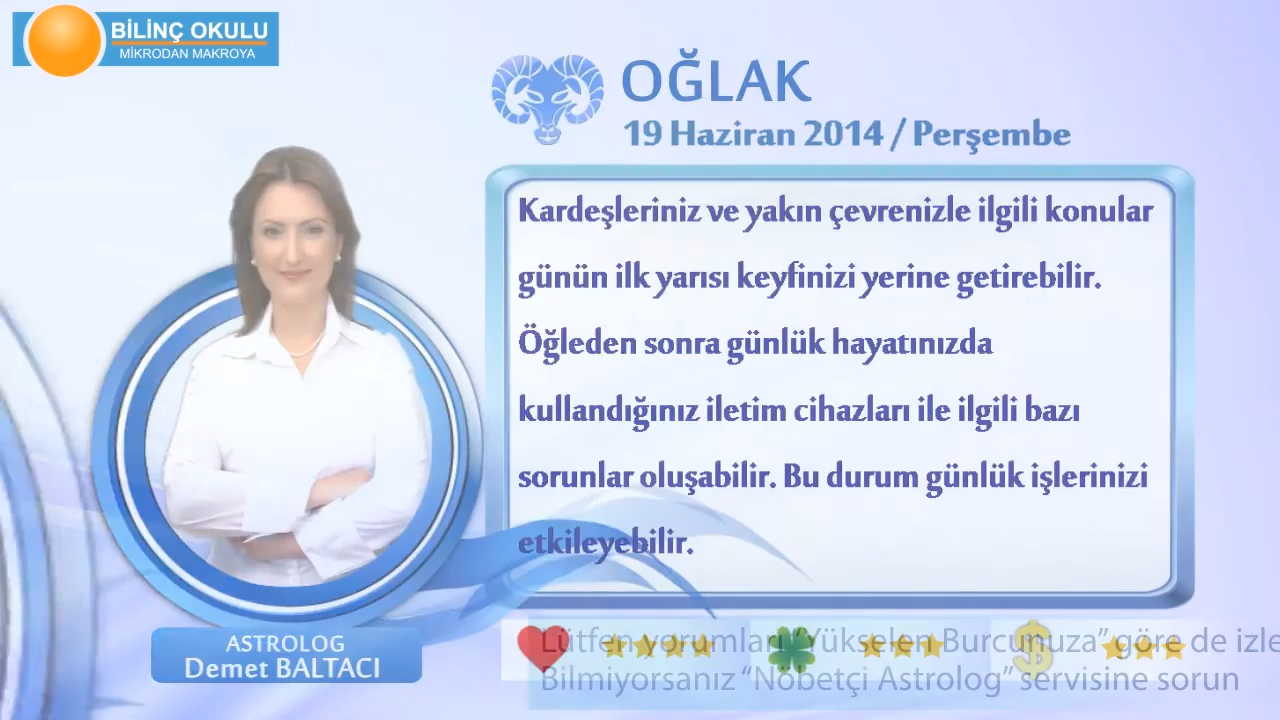 BİLİNÇ OKULU
MİKRODAN MAKROYA
OĞLAK
19 Haziran 2014 / Perşembe
Kardeşleriniz ve yakın çevrenizle ilgili konular
günün ilk yarısı keyfinizi yerine getirebilir.
Öğleden sonra günlük hayatınızda
kullandığınız iletim cihazları ile ilgili bazı
sorunlar oluşabilir. Bu durum günlük işlerinizi
etkileyebilir.
ASTROLOG
Demet BALTACI
Lütfen yorumları “Yükselen Burcunuza” göre de izle
Bilmiyorsanız “Nöbetçi Astrolog” servisine sorun